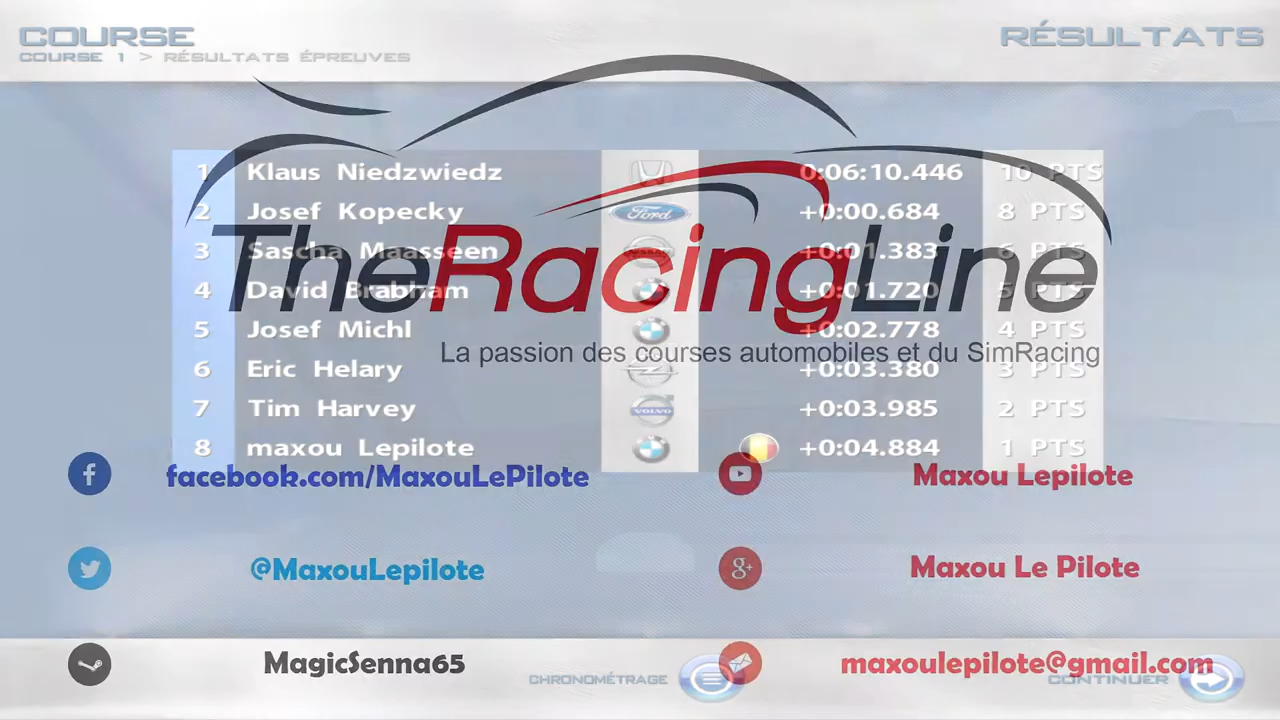 COURSE
RÉSULTATS
COURSE 1 > RÉSULTATS ÉPREUVES
1 Klaus Niedzwiedz 0:06:10.446 10 PTS
2 Josef Kopecky Ford +0:00.684 8 PTS
3 Sascha Maasseen +0:01.383 6 PTS
TheRacingLine
4 David Brabham +0:01.720 5 PTS
5 Josef Michl +0:02.778 4 PTS
La passion des courses automobiles et du SimRacing
6 Eric Helary +0:03.380 3 PTS
7 Tim Harvey VOLVO +0:03.985 2 PTS
8 maxou Lepilote +0:04.884 1 PTS
facebook.com/MaxouLePilote
Maxou Lepilote
@MaxouLepilote
g+ Maxou Le Pilote
MagicSenna65
maxoulepilote@gmail.com
CHRONOMÉTRAGE
CONTINUER